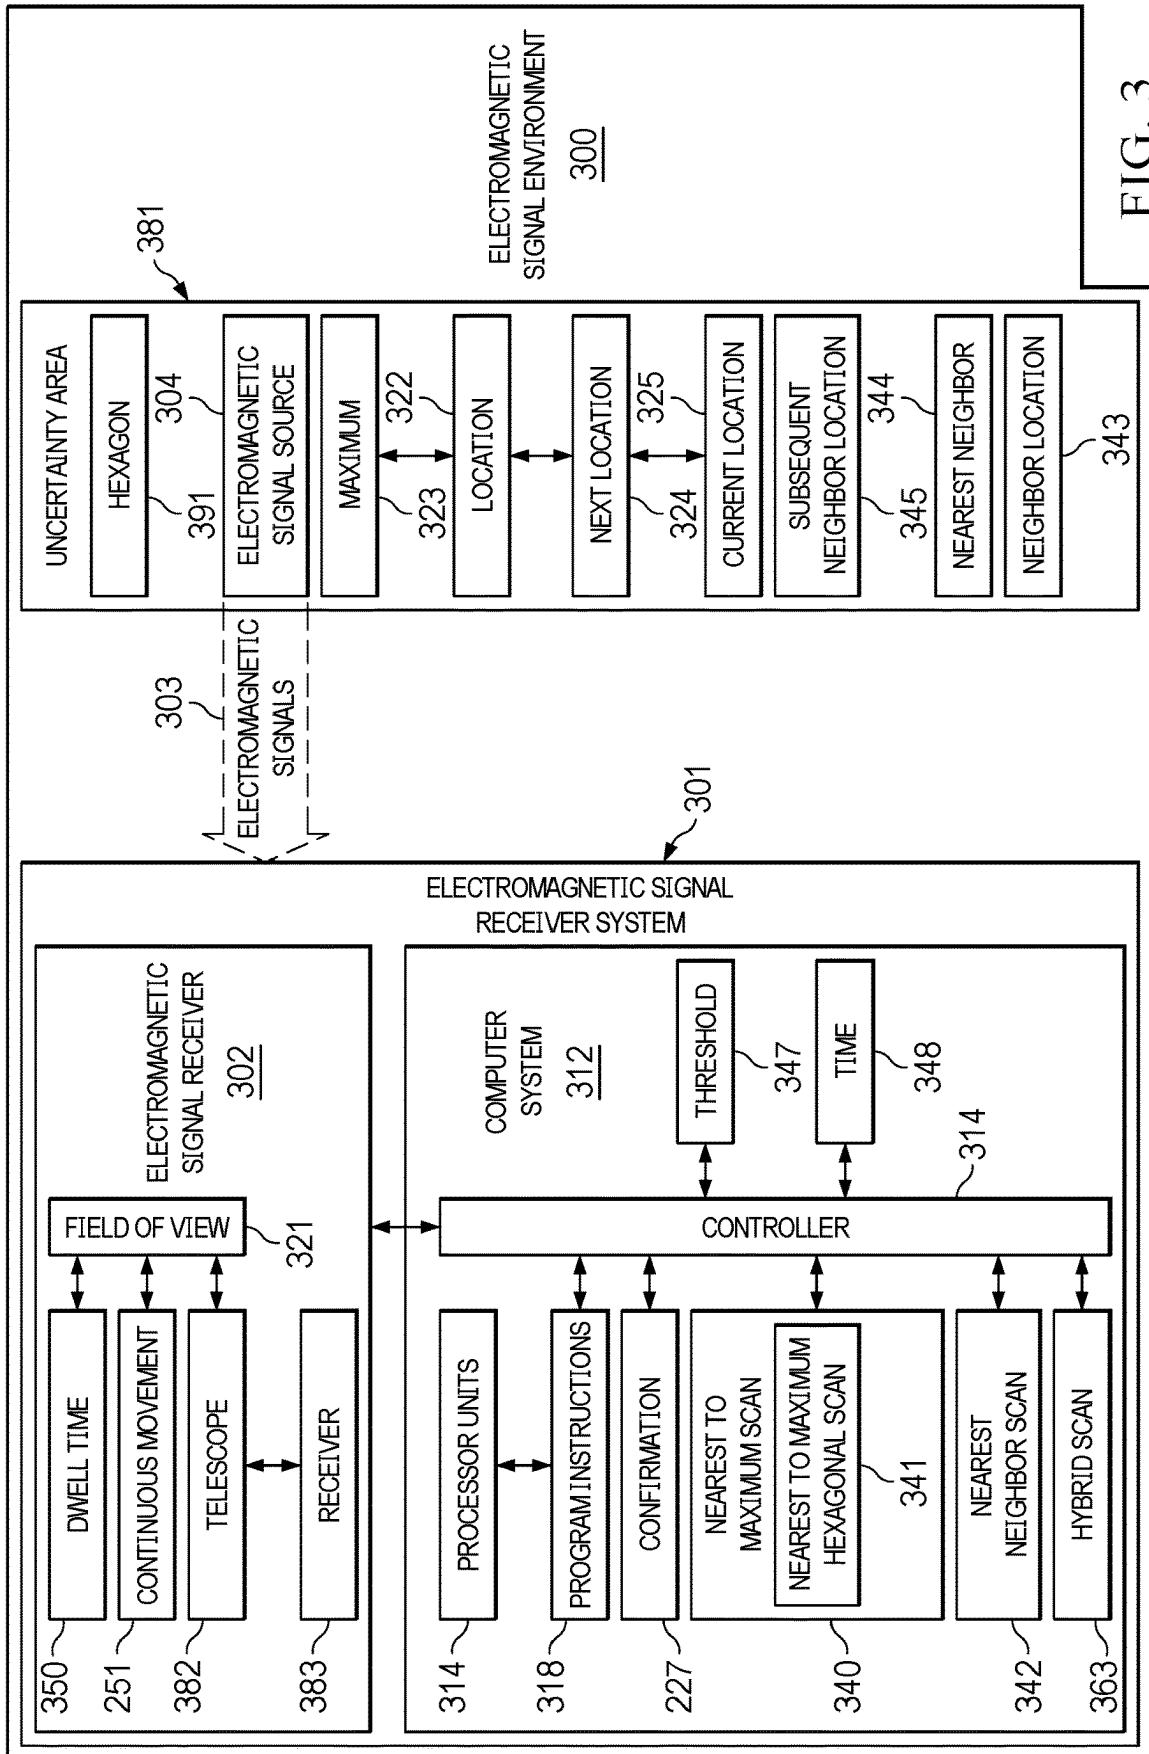 ELECTROMAGNETIC
SIGNAL ENVIRONMENT
300
ELECTROMAGNETIC SIGNAL
RECEIVER SYSTEM
301
ELECTROMAGNETIC
SIGNAL RECEIVER
302
350
DWELL TIME
251
CONTINUOUS MOVEMENT
382
TELESCOPE
383
RECEIVER
FIELD OF VIEW
321
COMPUTER
SYSTEM
312
314
PROCESSOR UNITS
318
PROGRAM INSTRUCTIONS
227
CONFIRMATION
340
NEAREST TO
MAXIMUM SCAN
NEAREST TO MAXIMUM
HEXAGONAL SCAN
341
342
NEAREST
NEIGHBOR SCAN
363
HYBRID SCAN
CONTROLLER
314
THRESHOLD
347
TIME
348
303
ELECTROMAGNETIC
SIGNALS
381
UNCERTAINTY AREA
HEXAGON
391
304
ELECTROMAGNETIC
SIGNAL SOURCE
MAXIMUM
323
322
LOCATION
NEXT LOCATION
324
325
CURRENT LOCATION
SUBSEQUENT
NEIGHBOR LOCATION
345
344
NEAREST NEIGHBOR
NEIGHBOR LOCATION
343
FIG. 3